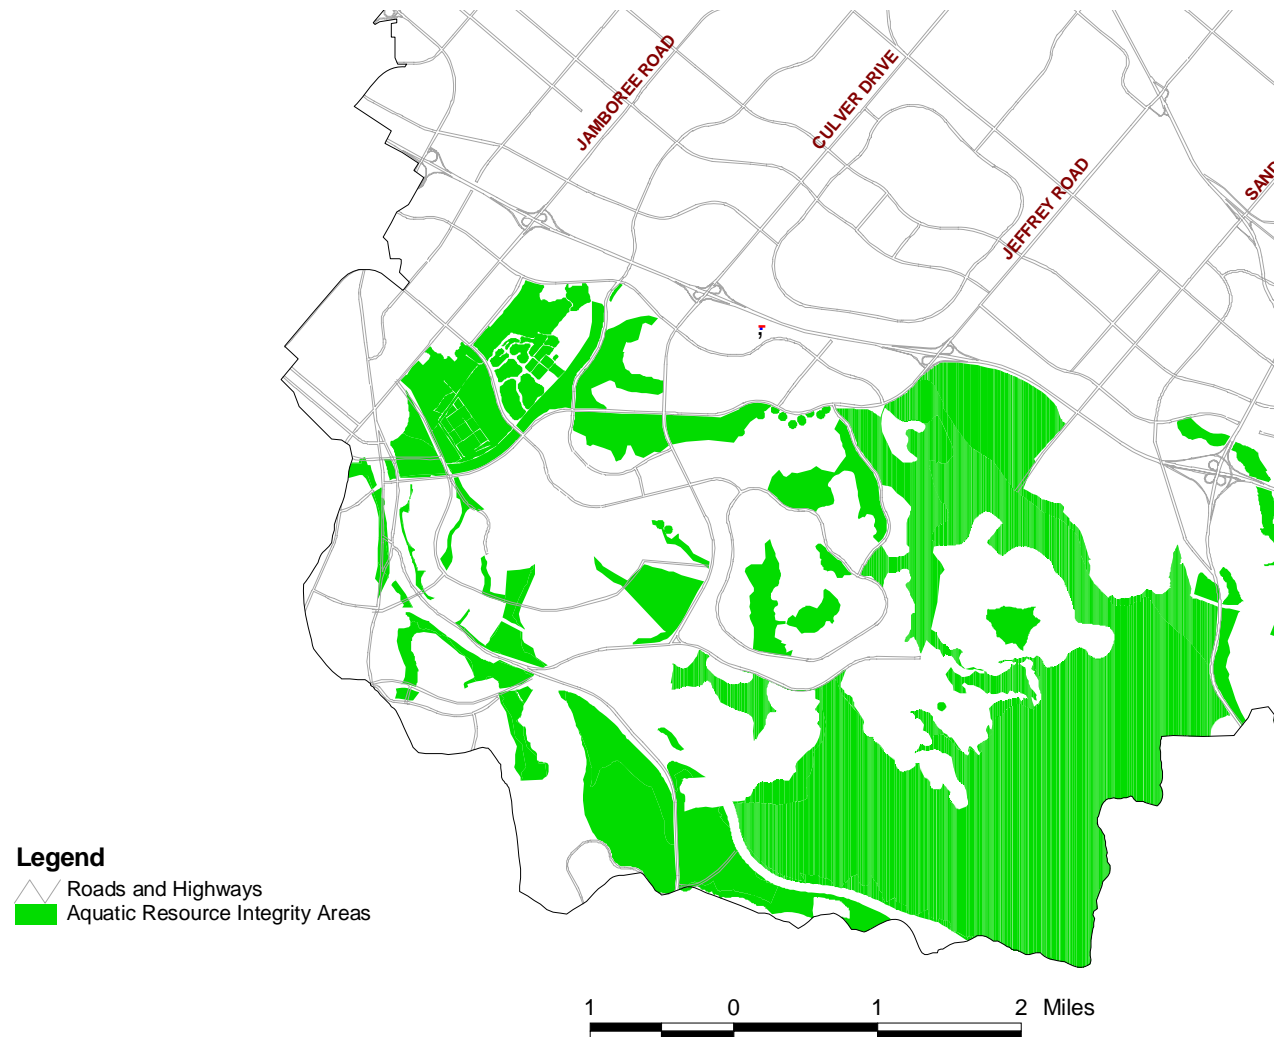 JAMBOREE ROAD
CULVER DRIVE
JEFFREY ROAD
SAND
Legend
Roads and Highways
Aquatic Resource Integrity Areas
1 0 1 2 Miles